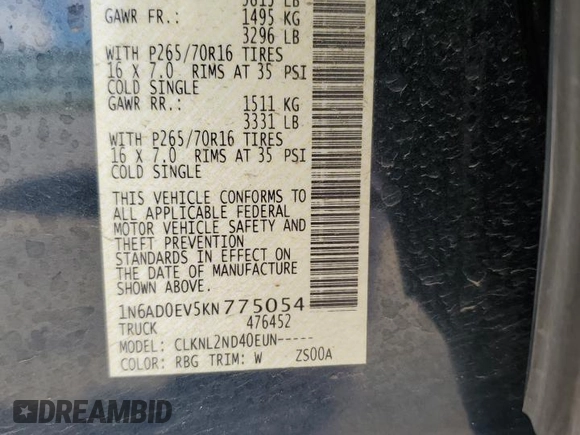 GAWR FR.: 1495 KG
3296 LB
WITH P265/70R16 TIRES
16 X 7.0 RIMS AT 35 PSI
COLD SINGLE
GAWR RR.: 1511 KG
3331 LB
WITH P265/70R16 TIRES
16 X 7.0 RIMS AT 35 PSI
COLD SINGLE
THIS VEHICLE CONFORMS TO
ALL APPLICABLE FEDERAL
MOTOR VEHICLE SAFETY AND
THEFT PREVENTION
STANDARDS IN EFFECT ON
THE DATE OF MANUFACTURE
SHOWN ABOVE.
1N6AD0EV5KN775054
TRUCK 476452
MODEL: CLKNL2ND40EUN-----
COLOR: RBG TRIM: W ZS00A
DREAMBID